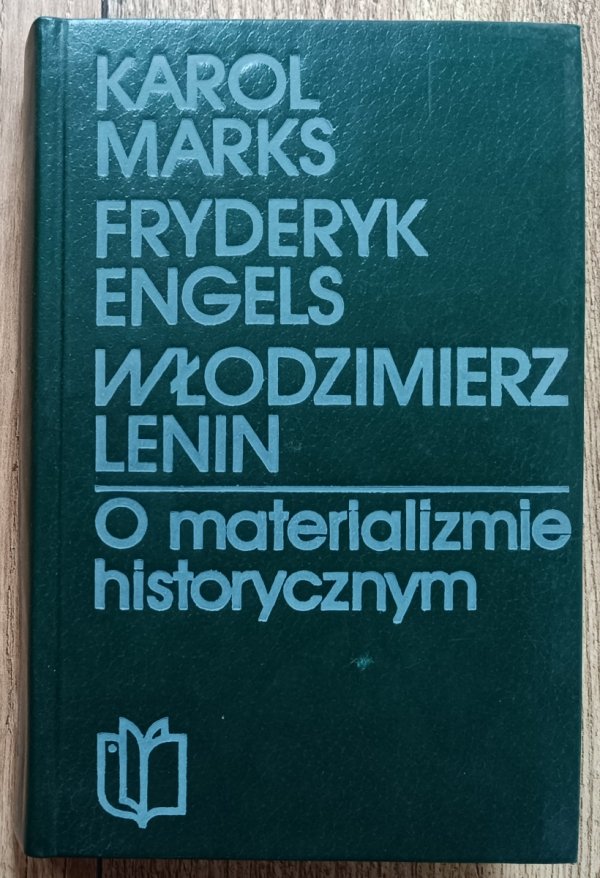 KAROL
MARKS
FRYDERYK
ENGELS
WŁODZIMIERZ
LENIN
O materializmie
historycznym